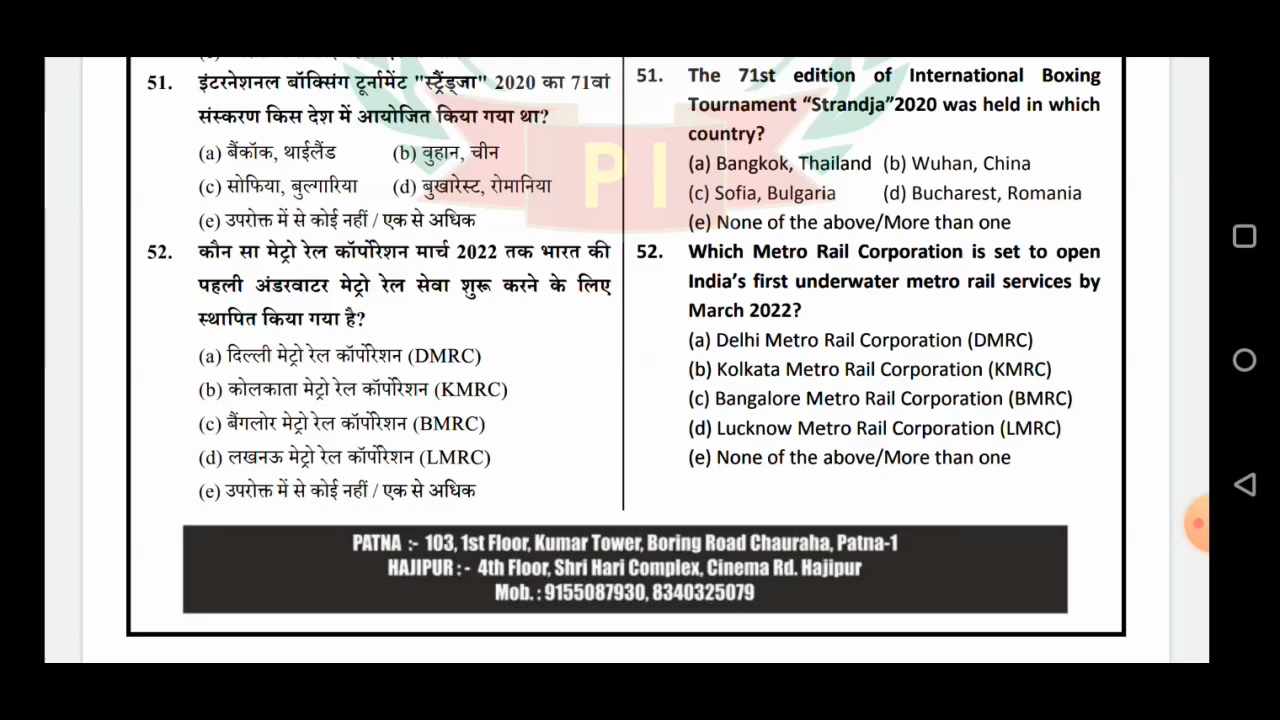 51. इंटरनेशनल बॉक्सिंग टूर्नामेंट "स्ट्रैंड्जा" 2020 का 71वां
संस्करण किस देश में आयोजित किया गया था?
(a) बैंकॉक, थाईलैंड (b) वुहान, चीन
(c) सोफिया, बुल्गारिया (d) बुखारेस्ट, रोमानिया
(e) उपरोक्त में से कोई नहीं / एक से अधिक
52. कौन सा मेट्रो रेल कॉर्पोरेशन मार्च 2022 तक भारत की
पहली अंडरवाटर मेट्रो रेल सेवा शुरू करने के लिए
स्थापित किया गया है?
(a) दिल्ली मेट्रो रेल कॉर्पोरेशन (DMRC)
(b) कोलकाता मेट्रो रेल कॉर्पोरेशन (KMRC)
(c) बैंगलोर मेट्रो रेल कॉर्पोरेशन (BMRC)
(d) लखनऊ मेट्रो रेल कॉर्पोरेशन (LMRC)
(e) उपरोक्त में से कोई नहीं / एक से अधिक
51. The 71st edition of International Boxing
Tournament “Strandja”2020 was held in which
country?
(a) Bangkok, Thailand (b) Wuhan, China
(c) Sofia, Bulgaria (d) Bucharest, Romania
(e) None of the above/More than one
52. Which Metro Rail Corporation is set to open
India’s first underwater metro rail services by
March 2022?
(a) Delhi Metro Rail Corporation (DMRC)
(b) Kolkata Metro Rail Corporation (KMRC)
(c) Bangalore Metro Rail Corporation (BMRC)
(d) Lucknow Metro Rail Corporation (LMRC)
(e) None of the above/More than one
PI
PATNA :- 103, 1st Floor, Kumar Tower, Boring Road Chauraha, Patna-1
HAJIPUR :- 4th Floor, Shri Hari Complex, Cinema Rd. Hajipur
Mob. : 9155087930, 8340325079